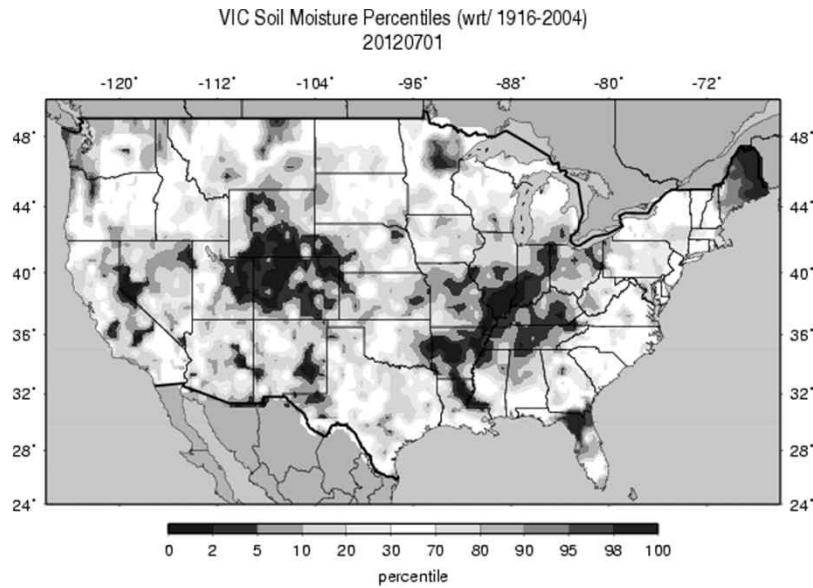 VIC Soil Moisture Percentiles (wrt/ 1916-2004)
20120701
-120° -112° -104° -96° -88° -80° -72°
48° 48°
44° 44°
40° 40°
36° 36°
32° 32°
28° 28°
24° 24°
0 2 5 10 20 30 70 80 90 95 98 100
percentile